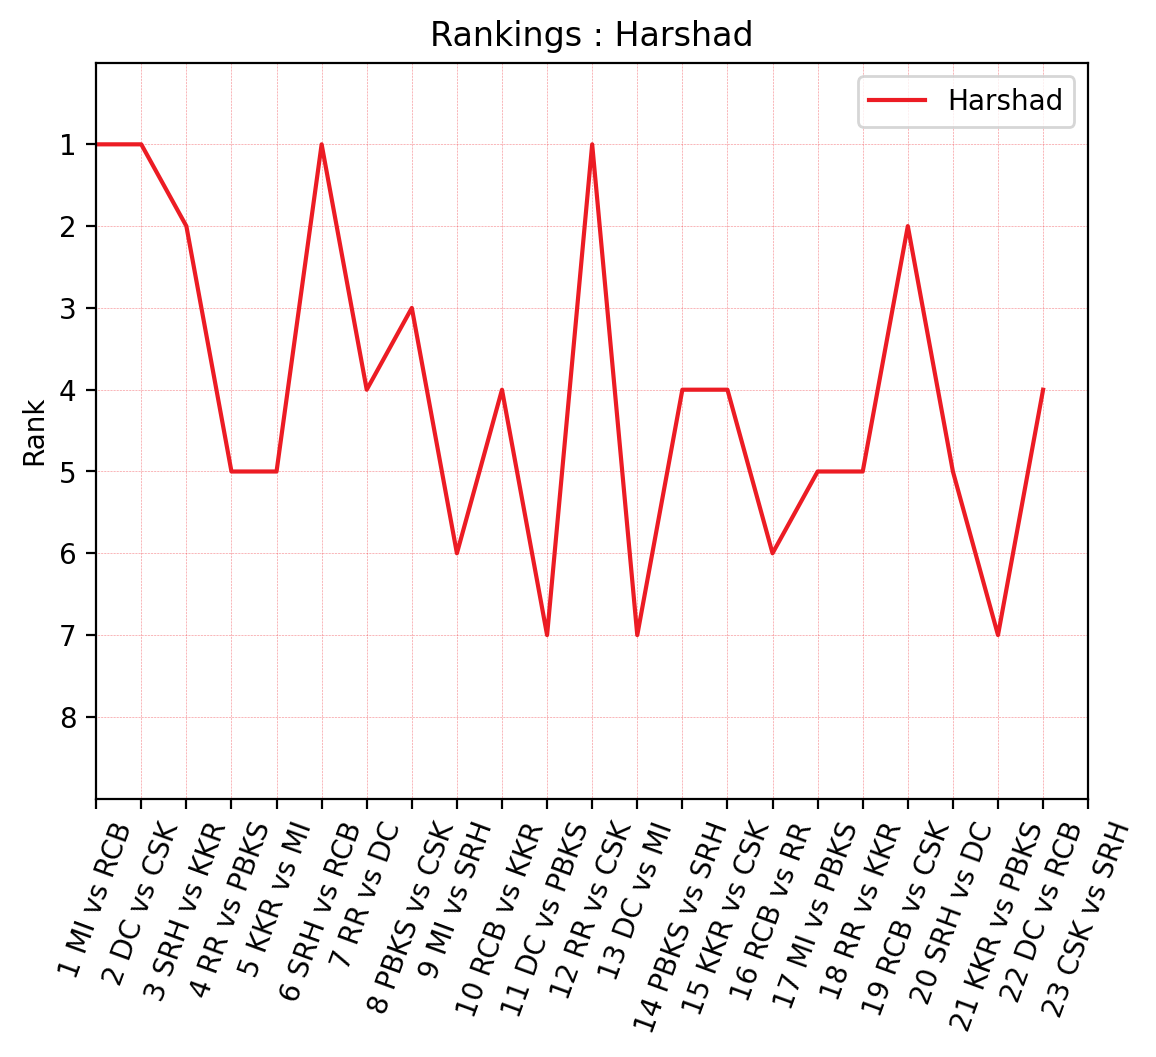 Rankings : Harshad
Harshad
1
2
3
4
5
6
7
8
Rank
1 MI vs RCB
2 DC vs CSK
3 SRH vs KKR
4 RR vs PBKS
5 KKR vs MI
6 SRH vs RCB
7 RR vs DC
8 PBKS vs CSK
9 MI vs SRH
10 RCB vs KKR
11 DC vs PBKS
12 RR vs CSK
13 DC vs MI
14 PBKS vs SRH
15 KKR vs CSK
16 RCB vs RR
17 MI vs PBKS
18 RR vs KKR
19 RCB vs CSK
20 SRH vs DC
21 KKR vs PBKS
22 DC vs RCB
23 CSK vs SRH